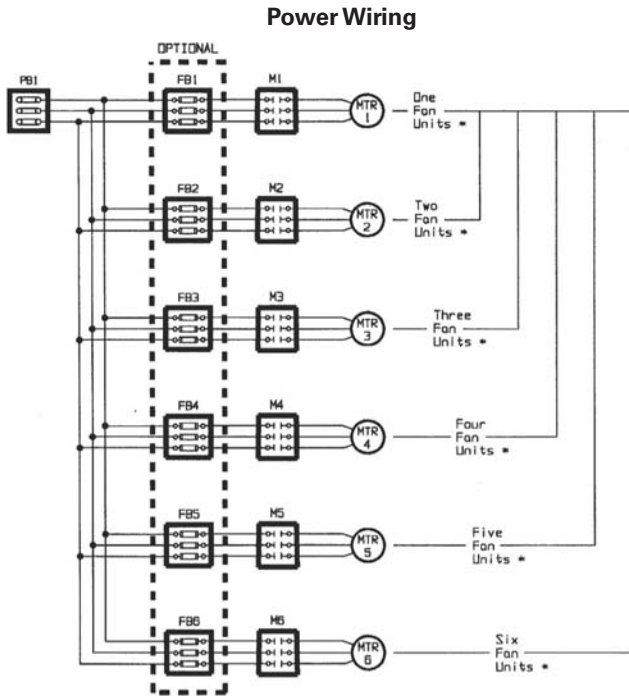 Power Wiring
OPTIONAL
PB1
FB1
M1
MTR
1
One
Fan
Units *
FB2
M2
MTR
2
Two
Fan
Units *
FB3
M3
MTR
3
Three
Fan
Units *
FB4
M4
MTR
4
Four
Fan
Units *
FB5
M5
MTR
5
Five
Fan
Units *
FB6
M6
MTR
6
Six
Fan
Units *